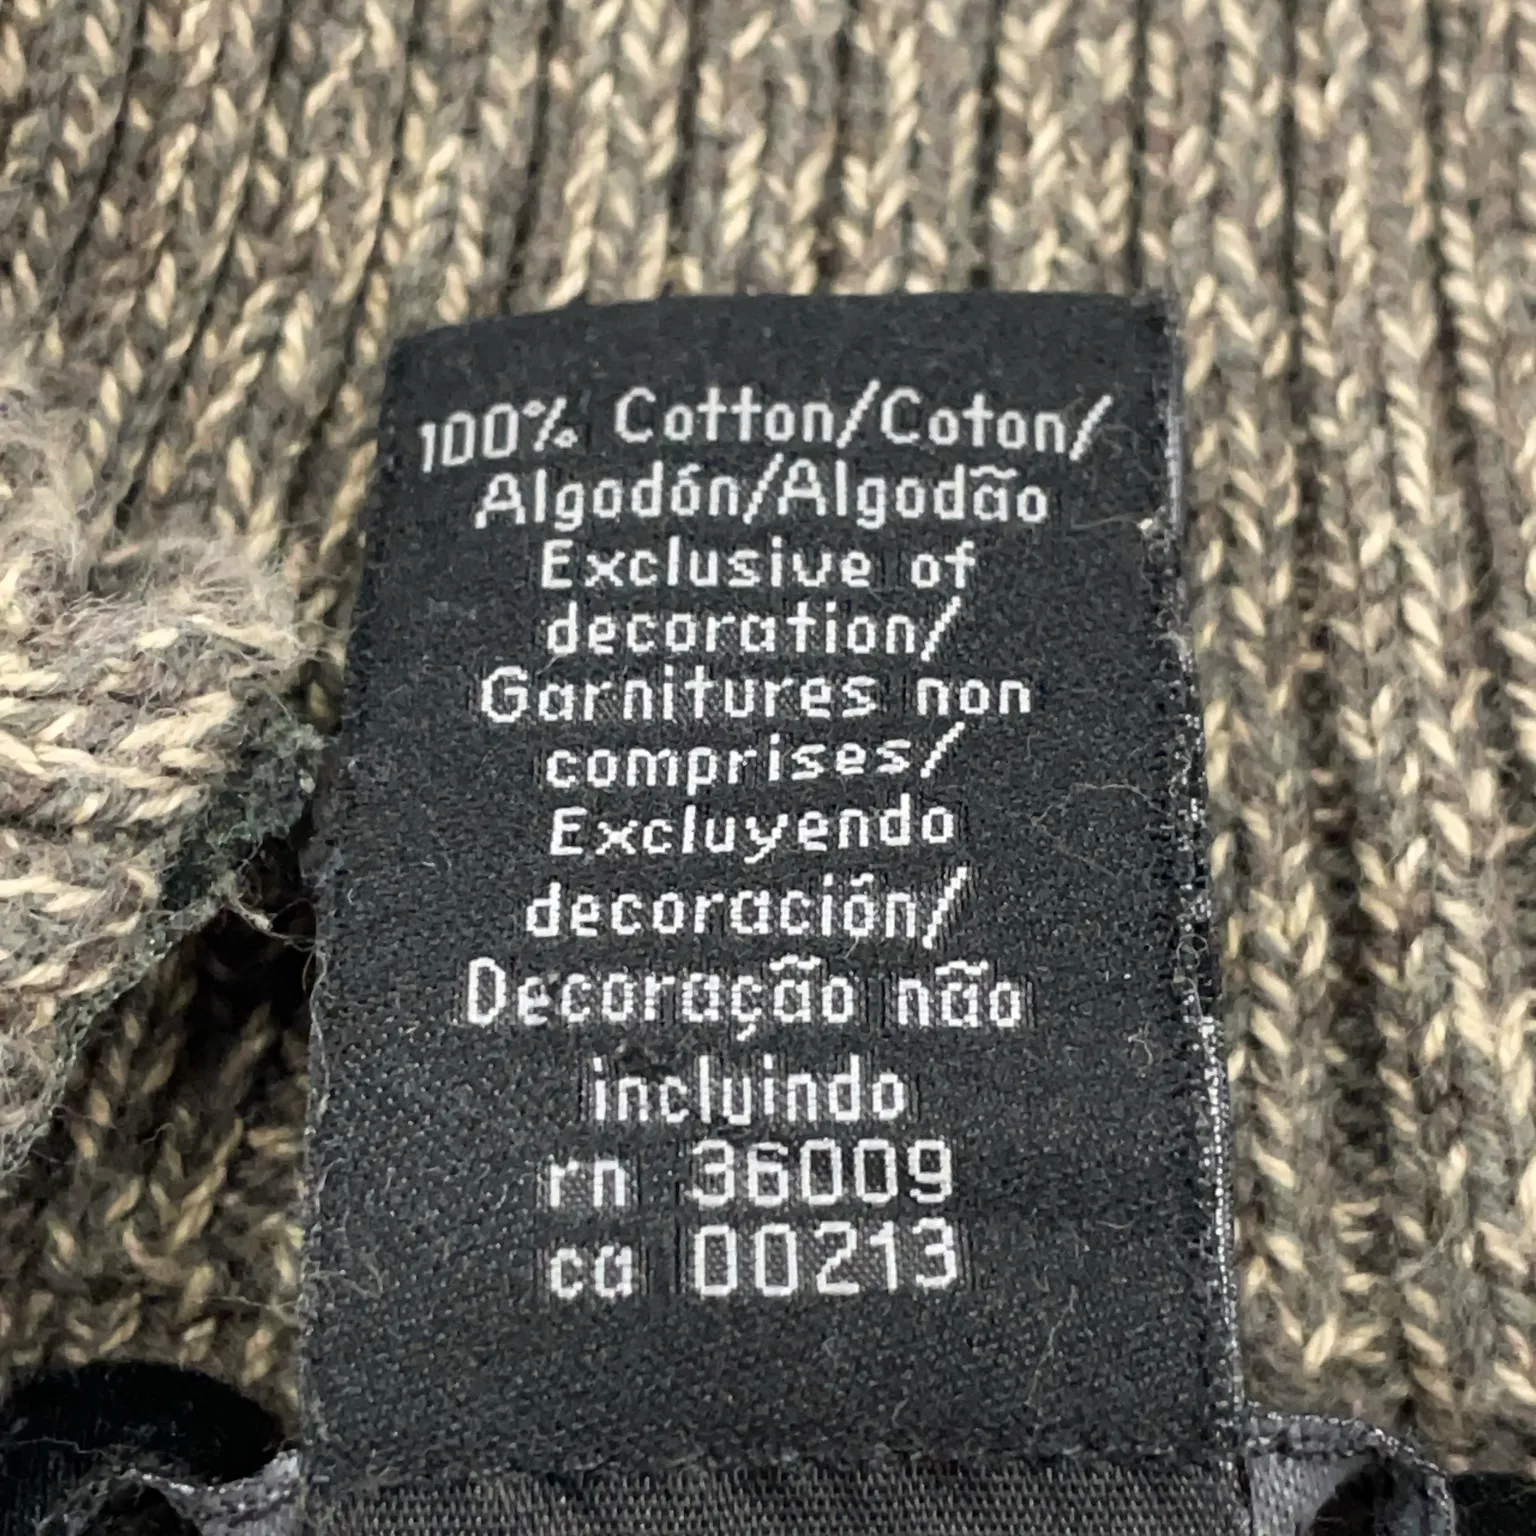 100% Cotton/Coton/
Algodón/Algodão
Exclusive of
decoration/
Garnitures non
comprises/
Excluyendo
decoración/
Decoração não
incluindo
rn 36009
ca 00213